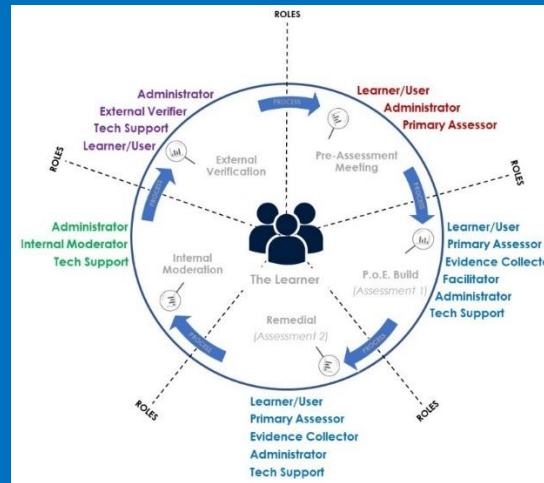 ROLES
Learner/User
Administrator
Primary Assessor
PROCESS
Pre-Assessment
Meeting
ROLES
PROCESS
Learner/User
Primary Assessor
Evidence Collecto
Facilitator
Administrator
Tech Support
P.o.E. Build
(Assessment 1)
PROCESS
ROLES
Remedial
(Assessment 2)
Learner/User
Primary Assessor
Evidence Collector
Administrator
Tech Support
ROLES
PROCESS
Internal
Moderation
Administrator
Internal Moderator
Tech Support
ROLES
PROCESS
External
Verification
Administrator
External Verifier
Tech Support
Learner/User
The Learner